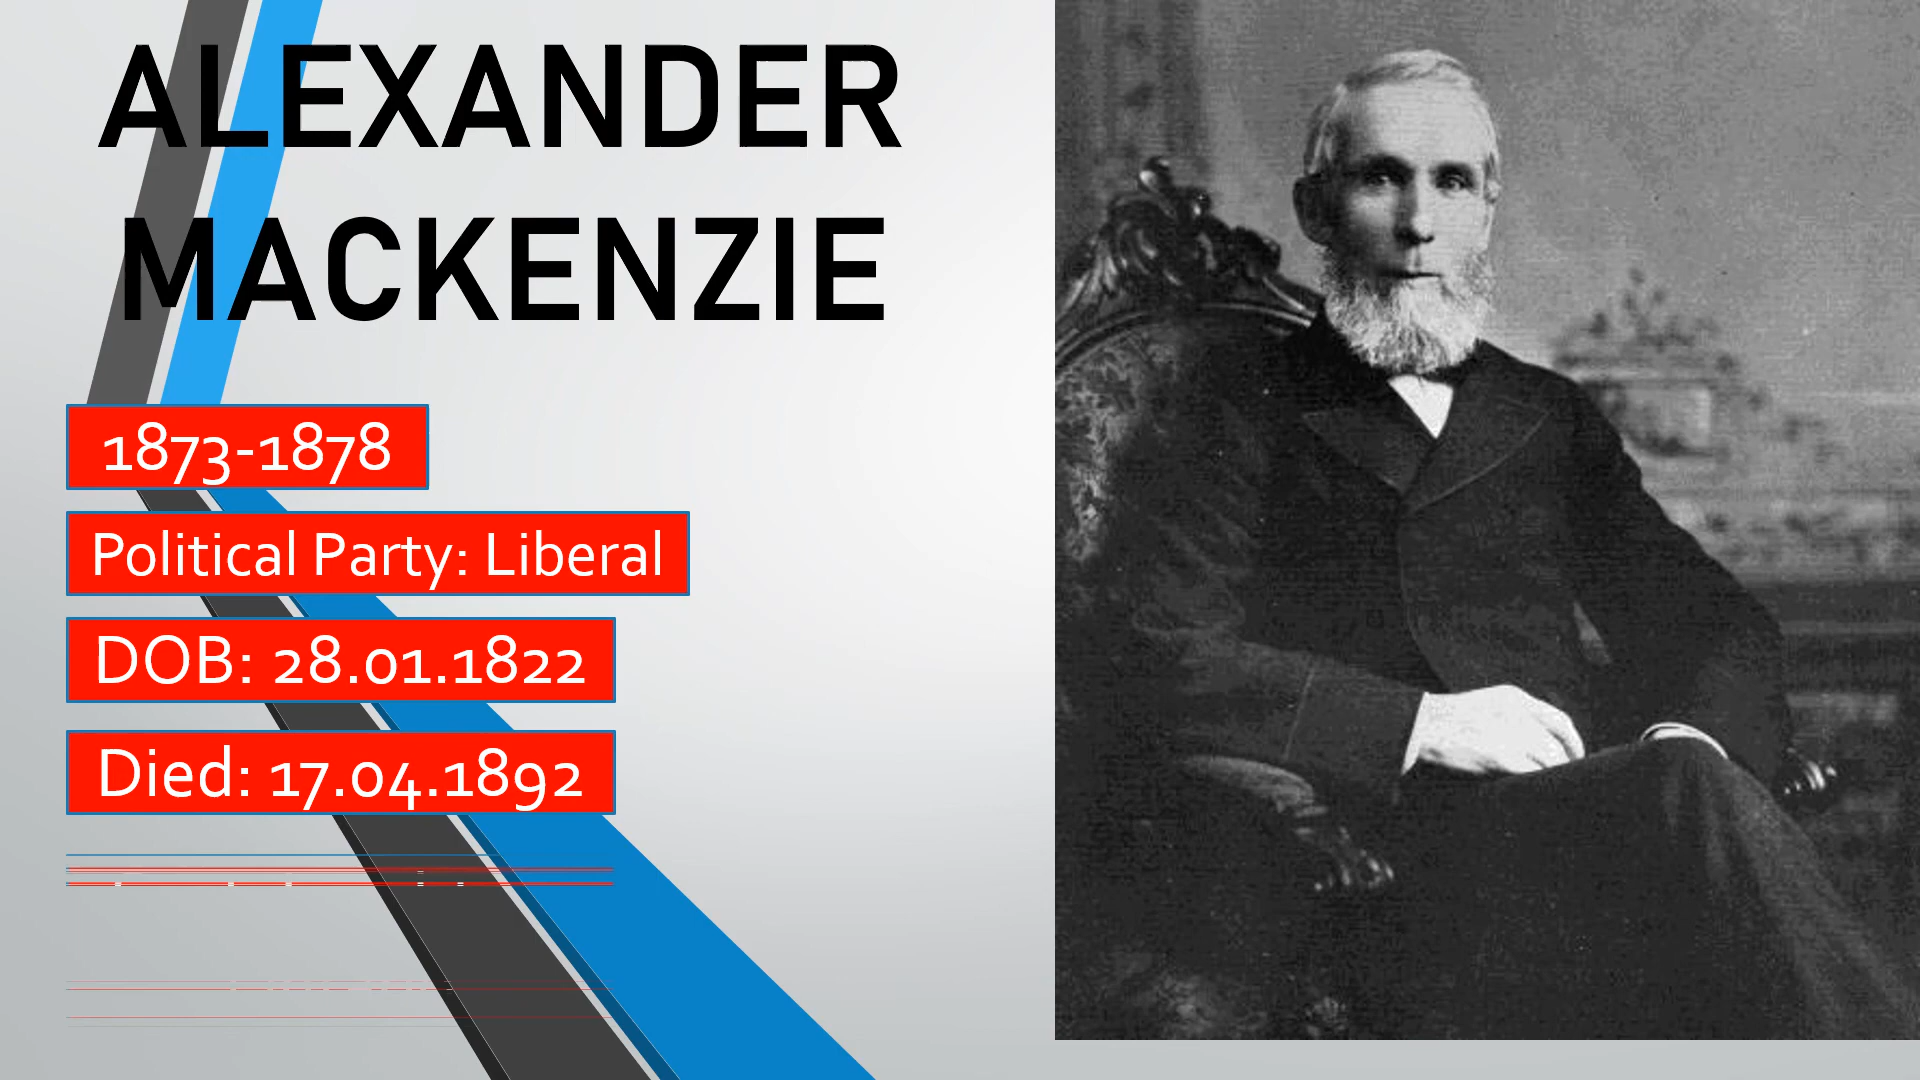 ALEXANDER
MACKENZIE
1873-1878
Political Party: Liberal
DOB: 28.01.1822
Died: 17.04.1892